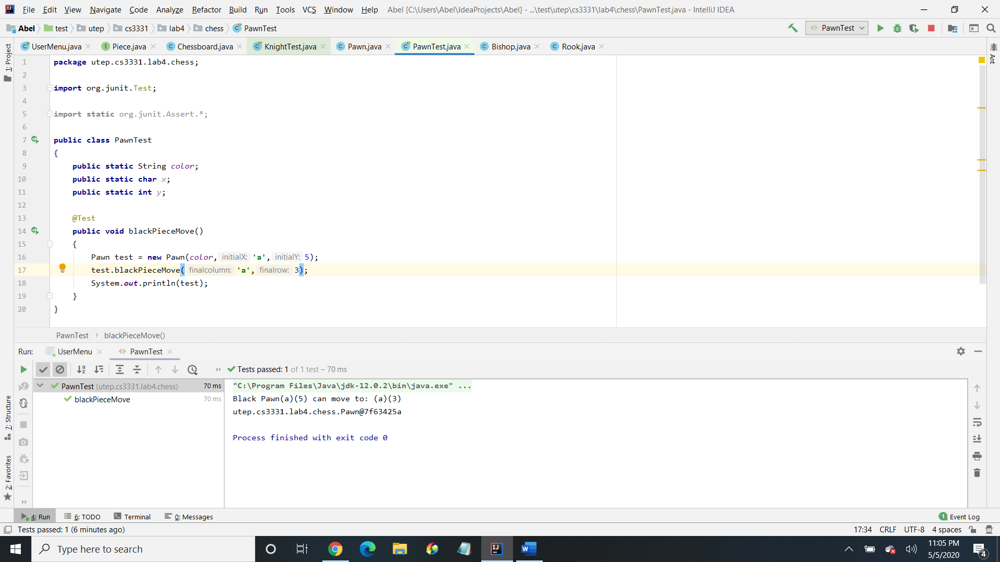 File Edit View Navigate Code Analyze Refactor Build Run Tools VCS Window Help Abel [C:\Users\Abel\IdeaProjects\Abel] - ...\test\utep\cs3331\lab4\chess\PawnTest.java - IntelliJ IDEA
Abel test utep cs3331 lab4 chess PawnTest PawnTest
UserMenu.java Piece.java Chessboard.java KnightTest.java Pawn.java PawnTest.java Bishop.java Rook.java
1: Project
Ant
1 package utep.cs3331.lab4.chess;
2
3 import org.junit.Test;
4
5 import static org.junit.Assert.*;
6
7 public class PawnTest
8 {
9 public static String color;
10 public static char x;
11 public static int y;
12
13 @Test
14 public void blackPieceMove()
15 {
16 Pawn test = new Pawn(color, initialX: 'a', initialY: 5);
17 test.blackPieceMove( finalcolumn: 'a', finalrow: 3);
18 System.out.println(test);
19 }
20 }
PawnTest › blackPieceMove()
Run: UserMenu PawnTest
» Tests passed: 1 of 1 test – 70 ms
PawnTest (utep.cs3331.lab4.chess) 70 ms
blackPieceMove 70 ms
"C:\Program Files\Java\jdk-12.0.2\bin\java.exe" ...
Black Pawn(a)(5) can move to: (a)(3)
utep.cs3331.lab4.chess.Pawn@7f63425a
Process finished with exit code 0
7: Structure
2: Favorites
»
4: Run 6: TODO Terminal 0: Messages 1 Event Log
Tests passed: 1 (6 minutes ago) 17:34 CRLF UTF-8 4 spaces
Type here to search
11:05 PM
5/5/2020
4